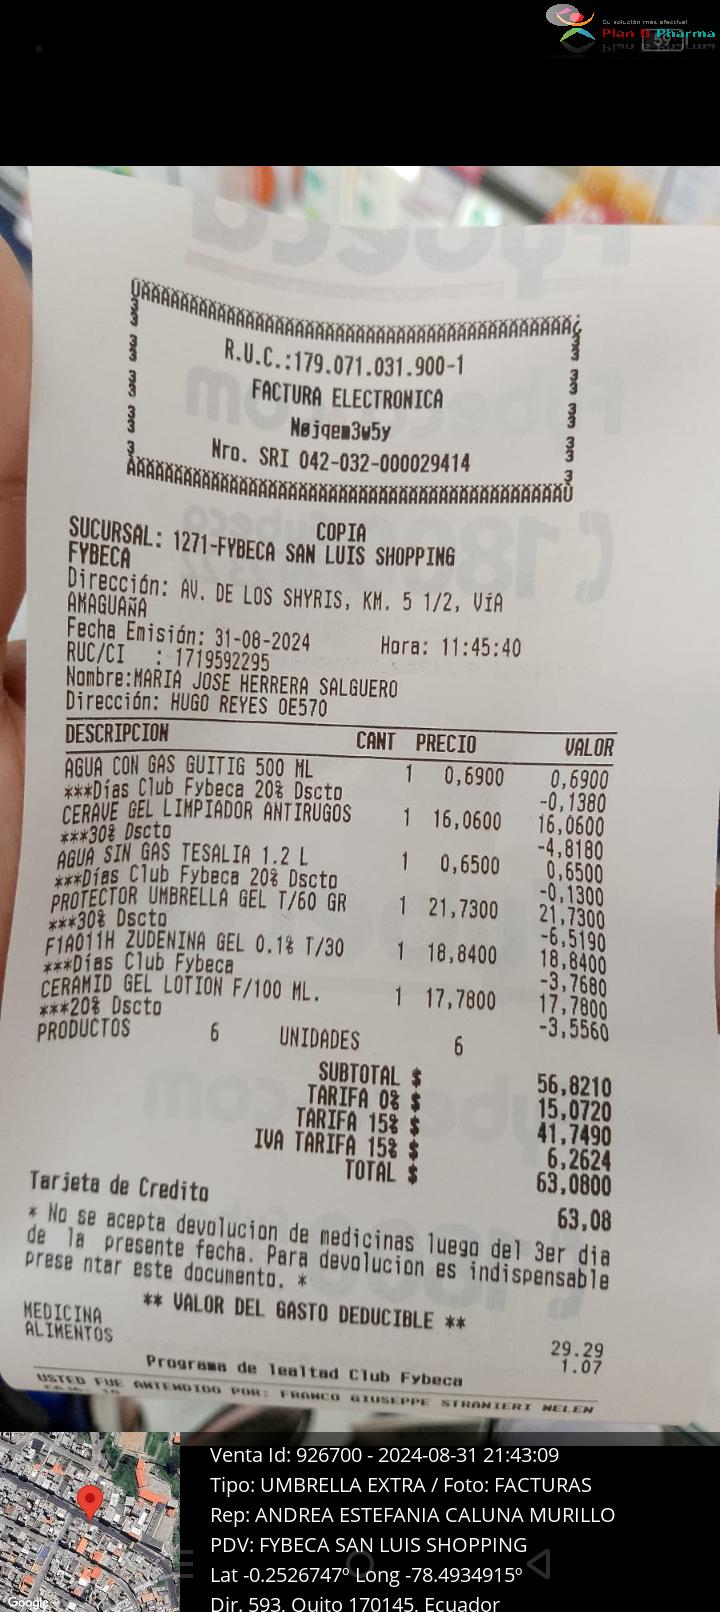 Su solución más efectiva!
Plan B Pharma
59
R.U.C.:179.071.031.900-1
FACTURA ELECTRONICA
Nøjqem3w5y
Nro. SRI 042-032-000029414
COPIA
SUCURSAL: 1271-FYBECA SAN LUIS SHOPPING
FYBECA
Dirección: AV. DE LOS SHYRIS, KM. 5 1/2, VíA
AMAGUAñA
Fecha Emisión: 31-08-2024 Hora: 11:45:40
RUC/CI : 1719592295
Nombre:MARIA JOSE HERRERA SALGUERO
Dirección: HUGO REYES OE570
DESCRIPCION CANT PRECIO VALOR
AGUA CON GAS GUITIG 500 ML 1 0,6900 0,6900
***Días Club Fybeca 20% Dscto -0,1380
CERAVE GEL LIMPIADOR ANTIRUGOS 1 16,0600 16,0600
***30% Dscto -4,8180
AGUA SIN GAS TESALIA 1.2 L 1 0,6500 0,6500
***Días Club Fybeca 20% Dscto -0,1300
PROTECTOR UMBRELLA GEL T/60 GR 1 21,7300 21,7300
***30% Dscto -6,5190
F1A011H ZUDENINA GEL 0.1% T/30 1 18,8400 18,8400
***Días Club Fybeca -3,7680
CERAMID GEL LOTION F/100 ML. 1 17,7800 17,7800
***20% Dscto -3,5560
PRODUCTOS 6 UNIDADES 6
SUBTOTAL $ 56,8210
TARIFA 0% $ 15,0720
TARIFA 15% $ 41,7490
IVA TARIFA 15% $ 6,2624
TOTAL $ 63,0800
Tarjeta de Credito 63,08
* No se acepta devolucion de medicinas luego del 3er dia
de la presente fecha. Para devolucion es indispensable
prese ntar este documento. *
** VALOR DEL GASTO DEDUCIBLE **
MEDICINA 29.29
ALIMENTOS 1.07
Programa de lealtad Club Fybeca
USTED FUE ANTENDIDO POR: FRANCO GIUSEPPE STRANIERI NELEN
Venta Id: 926700 - 2024-08-31 21:43:09
Tipo: UMBRELLA EXTRA / Foto: FACTURAS
Rep: ANDREA ESTEFANIA CALUNA MURILLO
PDV: FYBECA SAN LUIS SHOPPING
Lat -0.2526747º Long -78.4934915º
Dir. 593, Quito 170145, Ecuador
Google